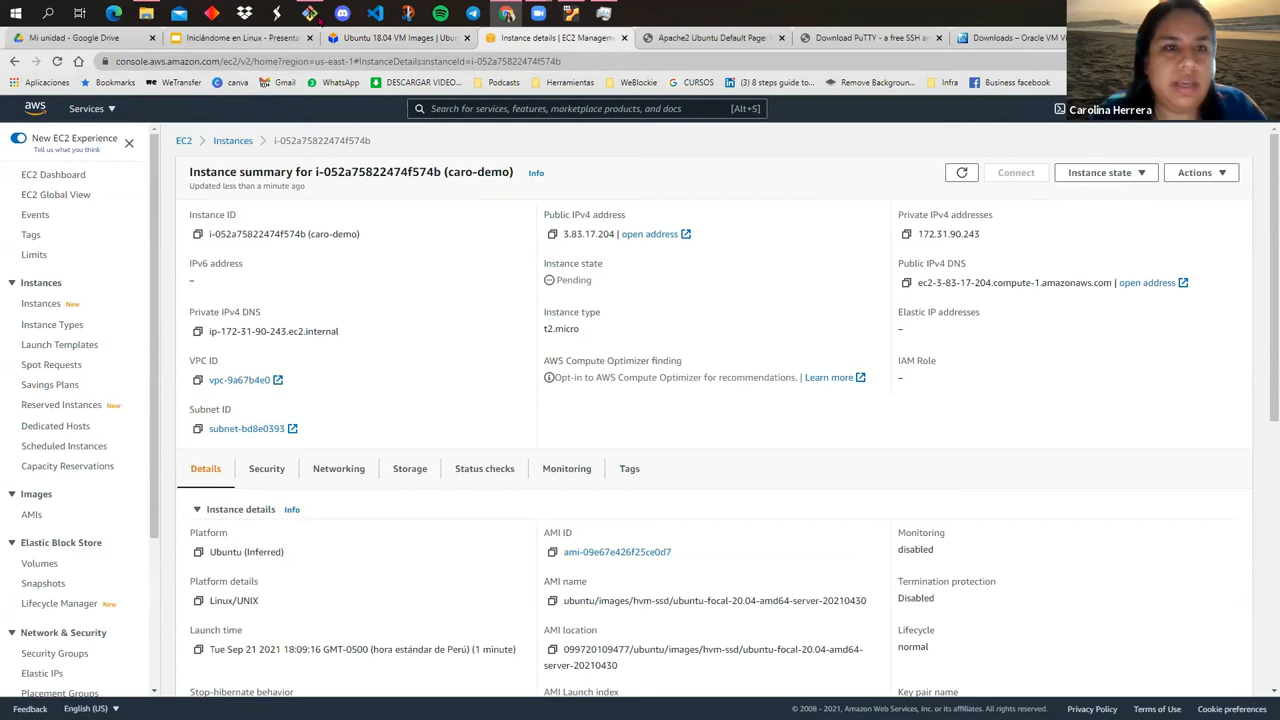 Mi unidad - Google Drive
Iniciándome en Linux - Presenta
Ubuntu 18.04 VM Images | Ubu
Instance details | EC2 Managem
Apache2 Ubuntu Default Page:
Download PuTTY - a free SSH
Downloads – Oracle VM V
console.aws.amazon.com/ec2/v2/home?region=us-east-1#InstanceDetails:instanceId=i-052a75822474f574b
Aplicaciones
Bookmarks
WeTransfer
canva
Gmail
WhatsApp
DESCARGAR VIDEO...
Podcasts
Herramientas
WeBlockie
CURSOS
(3) 8 steps guide to...
Remove Background...
Infra
Business facebook
Carolina Herrera
aws
Services
Search for services, features, marketplace products, and docs
[Alt+S]
New EC2 Experience
Tell us what you think
EC2 Dashboard
EC2 Global View
Events
Tags
Limits
Instances
Instances New
Instance Types
Launch Templates
Spot Requests
Savings Plans
Reserved Instances New
Dedicated Hosts
Scheduled Instances
Capacity Reservations
Images
AMIs
Elastic Block Store
Volumes
Snapshots
Lifecycle Manager New
Network & Security
Security Groups
Elastic IPs
Placement Groups
EC2
Instances
i-052a75822474f574b
Instance summary for i-052a75822474f574b (caro-demo)
Info
Updated less than a minute ago
Connect
Instance state
Actions
Instance ID
i-052a75822474f574b (caro-demo)
Public IPv4 address
3.83.17.204 | open address
Private IPv4 addresses
172.31.90.243
IPv6 address
–
Instance state
Pending
Public IPv4 DNS
ec2-3-83-17-204.compute-1.amazonaws.com | open address
Private IPv4 DNS
ip-172-31-90-243.ec2.internal
Instance type
t2.micro
Elastic IP addresses
–
VPC ID
vpc-9a67b4e0
AWS Compute Optimizer finding
Opt-in to AWS Compute Optimizer for recommendations. | Learn more
IAM Role
–
Subnet ID
subnet-bd8e0393
Details
Security
Networking
Storage
Status checks
Monitoring
Tags
Instance details
Info
Platform
Ubuntu (Inferred)
AMI ID
ami-09e67e426f25ce0d7
Monitoring
disabled
Platform details
Linux/UNIX
AMI name
ubuntu/images/hvm-ssd/ubuntu-focal-20.04-amd64-server-20210430
Termination protection
Disabled
Launch time
Tue Sep 21 2021 18:09:16 GMT-0500 (hora estándar de Perú) (1 minute)
AMI location
099720109477/ubuntu/images/hvm-ssd/ubuntu-focal-20.04-amd64-
server-20210430
Lifecycle
normal
Stop-hibernate behavior
AMI Launch index
Key pair name
Feedback
English (US)
© 2008 - 2021, Amazon Web Services, Inc. or its affiliates. All rights reserved.
Privacy Policy
Terms of Use
Cookie preferences